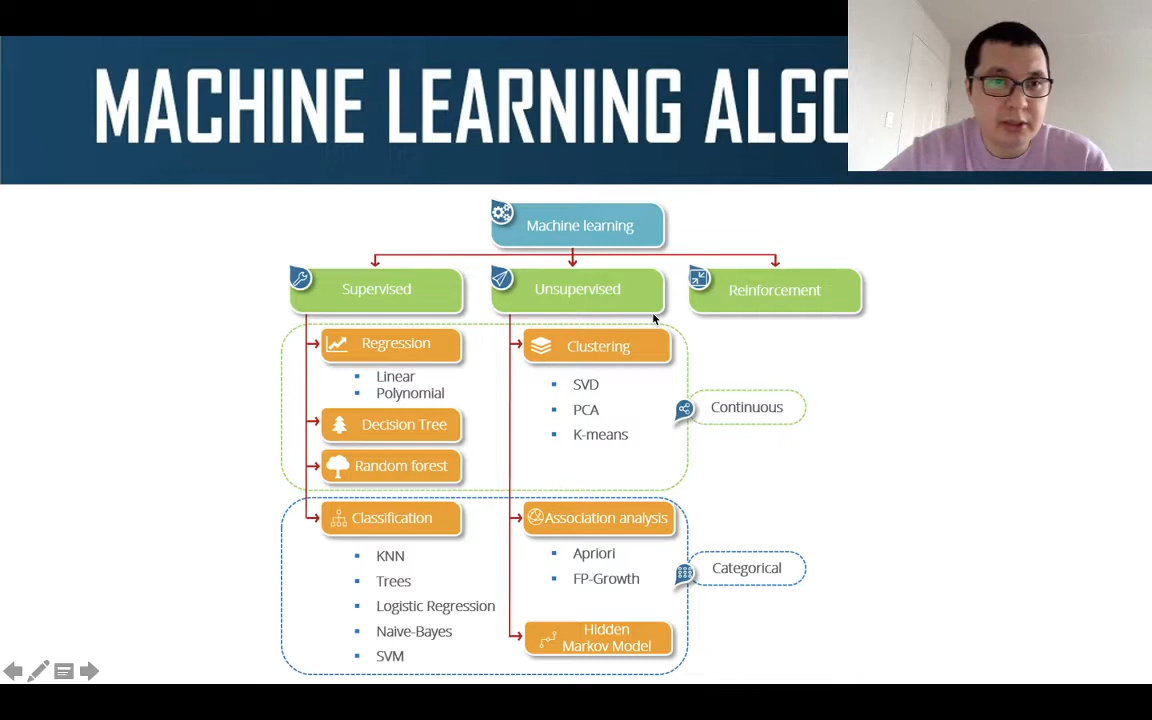 MACHINE LEARNING ALGO
Machine learning
Supervised
Unsupervised
Reinforcement
Regression
Linear
Polynomial
Decision Tree
Random forest
Clustering
SVD
PCA
K-means
Continuous
Classification
KNN
Trees
Logistic Regression
Naive-Bayes
SVM
Association analysis
Apriori
FP-Growth
Hidden
Markov Model
Categorical